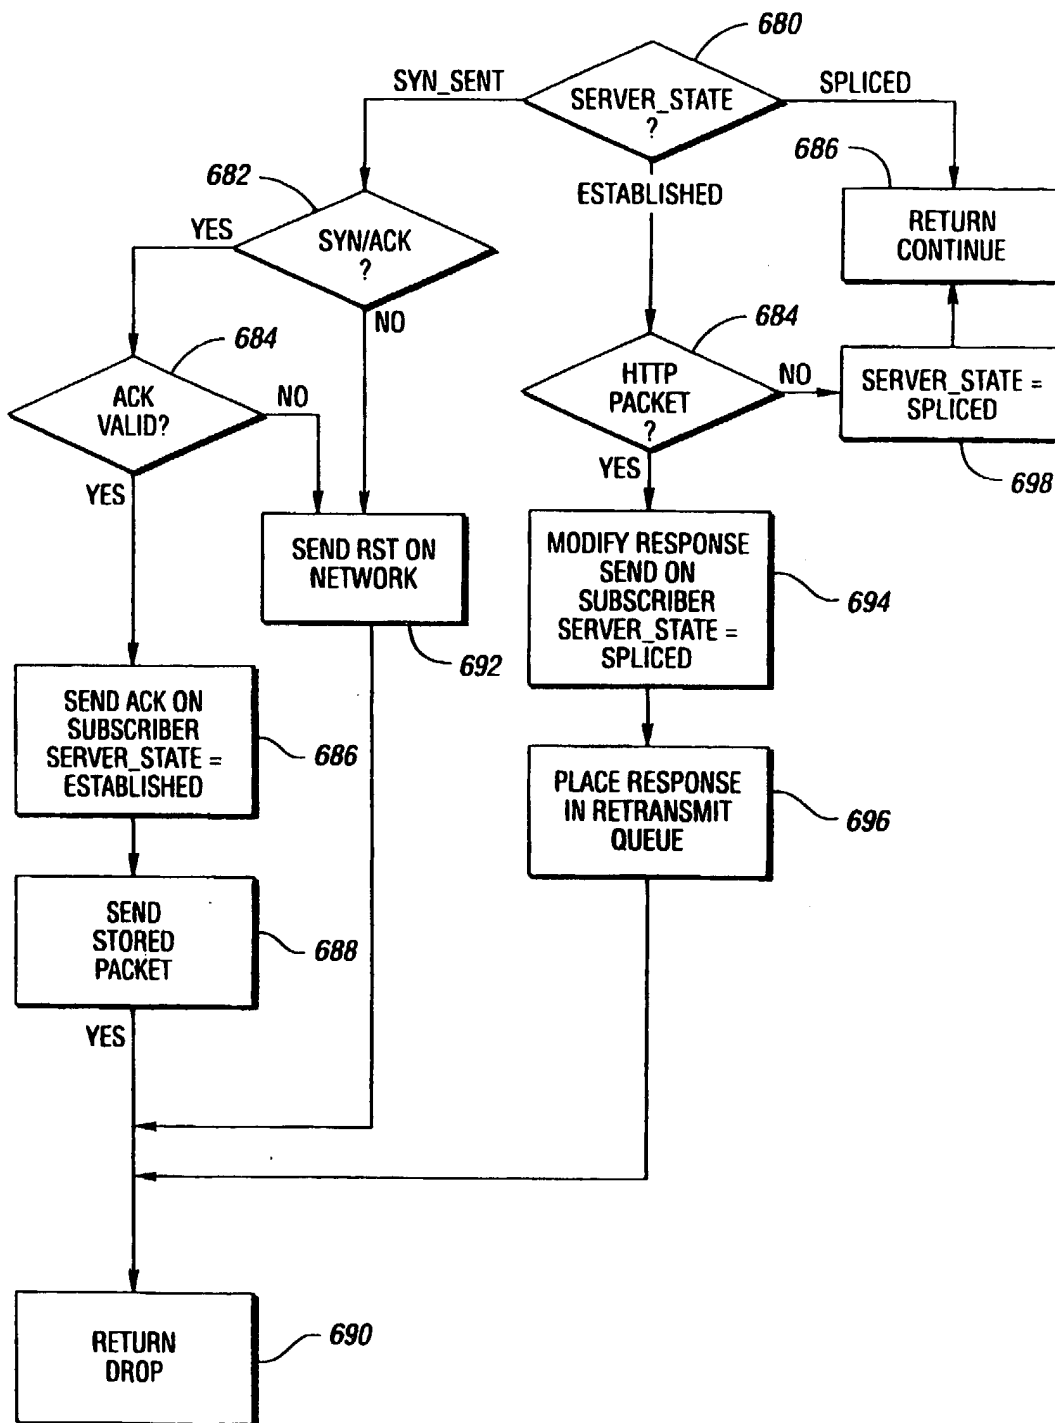 680
SYN_SENT
SERVER_STATE
?
SPLICED
686
RETURN
CONTINUE
ESTABLISHED
682
YES
SYN/ACK
?
NO
684
ACK
VALID?
NO
YES
684
HTTP
PACKET
?
NO
YES
SERVER_STATE =
SPLICED
698
SEND RST ON
NETWORK
692
MODIFY RESPONSE
SEND ON
SUBSCRIBER
SERVER_STATE =
SPLICED
694
SEND ACK ON
SUBSCRIBER
SERVER_STATE =
ESTABLISHED
686
PLACE RESPONSE
IN RETRANSMIT
QUEUE
696
SEND
STORED
PACKET
688
YES
RETURN
DROP
690